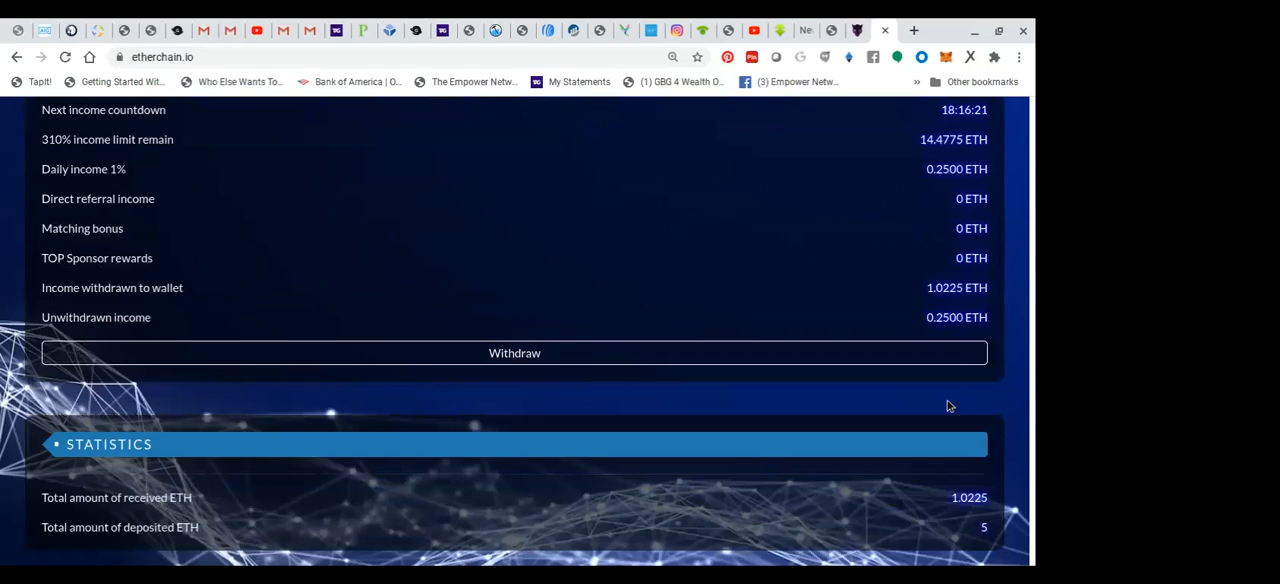 Ne
etherchain.io
Tapit! Getting Started Wit... Who Else Wants To... Bank of America | O... The Empower Netw... My Statements (1) GBG 4 Wealth O... (3) Empower Netw... » Other bookmarks
Next income countdown 18:16:21
310% income limit remain 14.4775 ETH
Daily income 1% 0.2500 ETH
Direct referral income 0 ETH
Matching bonus 0 ETH
TOP Sponsor rewards 0 ETH
Income withdrawn to wallet 1.0225 ETH
Unwithdrawn income 0.2500 ETH
Withdraw
STATISTICS
Total amount of received ETH 1.0225
Total amount of deposited ETH 5